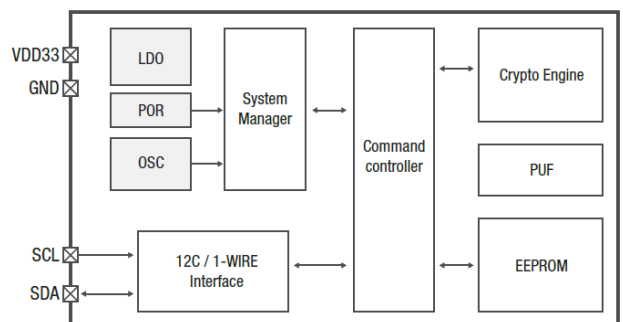 VDD33
GND
SCL
SDA
LDO
POR
OSC
System
Manager
12C / 1-WIRE
Interface
Command
controller
Crypto Engine
PUF
EEPROM